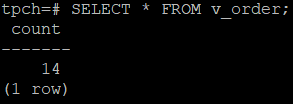 tpch=# SELECT * FROM v_order;
 count
-------
    14
(1 row)